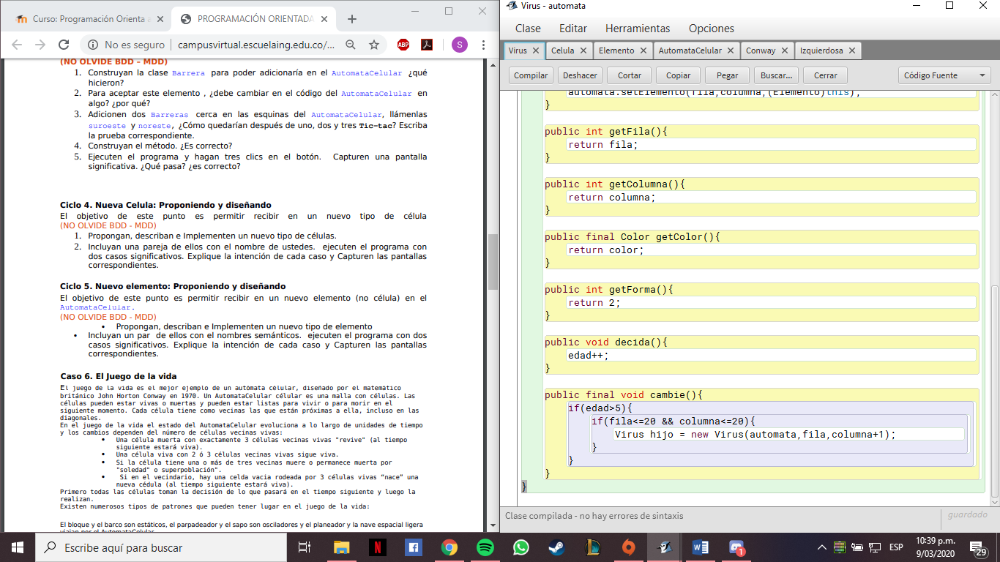 Curso: Programación Orienta a
PROGRAMACIÓN ORIENTADA
No es seguro
campusvirtual.escuelaing.edu.co/...
ABP
S
(NO OLVIDE BDD – MDD)
1. Construyan la clase Barrera para poder adicionaría en el AutomataCelular ¿qué
hicieron?
2. Para aceptar este elemento , ¿debe cambiar en el código del AutomataCelular en
algo? ¿por qué?
3. Adicionen dos Barreras cerca en las esquinas del AutomataCelular, llámenlas
suroeste y noreste, ¿Cómo quedarían después de uno, dos y tres Tic-tac? Escriba
la prueba correspondiente.
4. Construyan el método. ¿Es correcto?
5. Ejecuten el programa y hagan tres clics en el botón. Capturen una pantalla
significativa. ¿Qué pasa? ¿es correcto?
Ciclo 4. Nueva Celula: Proponiendo y diseñando
El objetivo de este punto es permitir recibir en un nuevo tipo de célula
(NO OLVIDE BDD - MDD)
1. Propongan, describan e Implementen un nuevo tipo de células.
2. Incluyan una pareja de ellos con el nombre de ustedes. ejecuten el programa con
dos casos significativos. Explique la intención de cada caso y Capturen las pantallas
correspondientes.
Ciclo 5. Nuevo elemento: Proponiendo y diseñando
El objetivo de este punto es permitir recibir en un nuevo elemento (no célula) en el
AutomataCelular.
(NO OLVIDE BDD - MDD)
• Propongan, describan e Implementen un nuevo tipo de elemento
• Incluyan un par de ellos con el nombres semánticos. ejecuten el programa con dos
casos significativos. Explique la intención de cada caso y Capturen las pantallas
correspondientes.
Caso 6. El Juego de la vida
El juego de la vida es el mejor ejemplo de un autómata célular, diseñado por el matemático
británico John Horton Conway en 1970. Un AutomataCelular célular es una malla con células. Las
células pueden estar vivas o muertas y pueden estar listas para vivir o para morir en el
siguiente momento. Cada célula tiene como vecinas las que están próximas a ella, incluso en las
diagonales.
En el juego de la vida el estado del AutomataCelular evoluciona a lo largo de unidades de tiempo
y los cambios dependen del número de células vecinas vivas:
• Una célula muerta con exactamente 3 células vecinas vivas "revive" (al tiempo
siguiente estará viva).
• Una célula viva con 2 ó 3 células vecinas vivas sigue viva.
• Si la célula tiene una o más de tres vecinas muere o permanece muerta por
"soledad" o superpoblación".
• Si en el vecindario, hay una celda vacia rodeada por 3 células vivas “nace” una
nueva cédula (al tiempo siguiente estará viva).
Primero todas las células toman la decisión de lo que pasará en el tiempo siguiente y luego la
realizan.
Existen numerosos tipos de patrones que pueden tener lugar en el juego de la vida:
El bloque y el barco son estáticos, el parpadeador y el sapo son osciladores y el planeador y la nave espacial ligera
viajan por el AutomataCelular
Virus - automata
Clase Editar Herramientas Opciones
Virus Celula Elemento AutomataCelular Conway Izquierdosa
Compilar Deshacer Cortar Copiar Pegar Buscar... Cerrar Código Fuente
automata.setElemento(fila,columna,(Elemento)this);
}
public int getFila(){
return fila;
}
public int getColumna(){
return columna;
}
public final Color getColor(){
return color;
}
public int getForma(){
return 2;
}
public void decida(){
edad++;
}
public final void cambie(){
if(edad>5){
if(fila<=20 && columna<=20){
Virus hijo = new Virus(automata,fila,columna+1);
}
}
}
}
Clase compilada - no hay errores de sintaxis
guardado
Escribe aquí para buscar
1
ESP
10:39 p.m.
9/03/2020
29